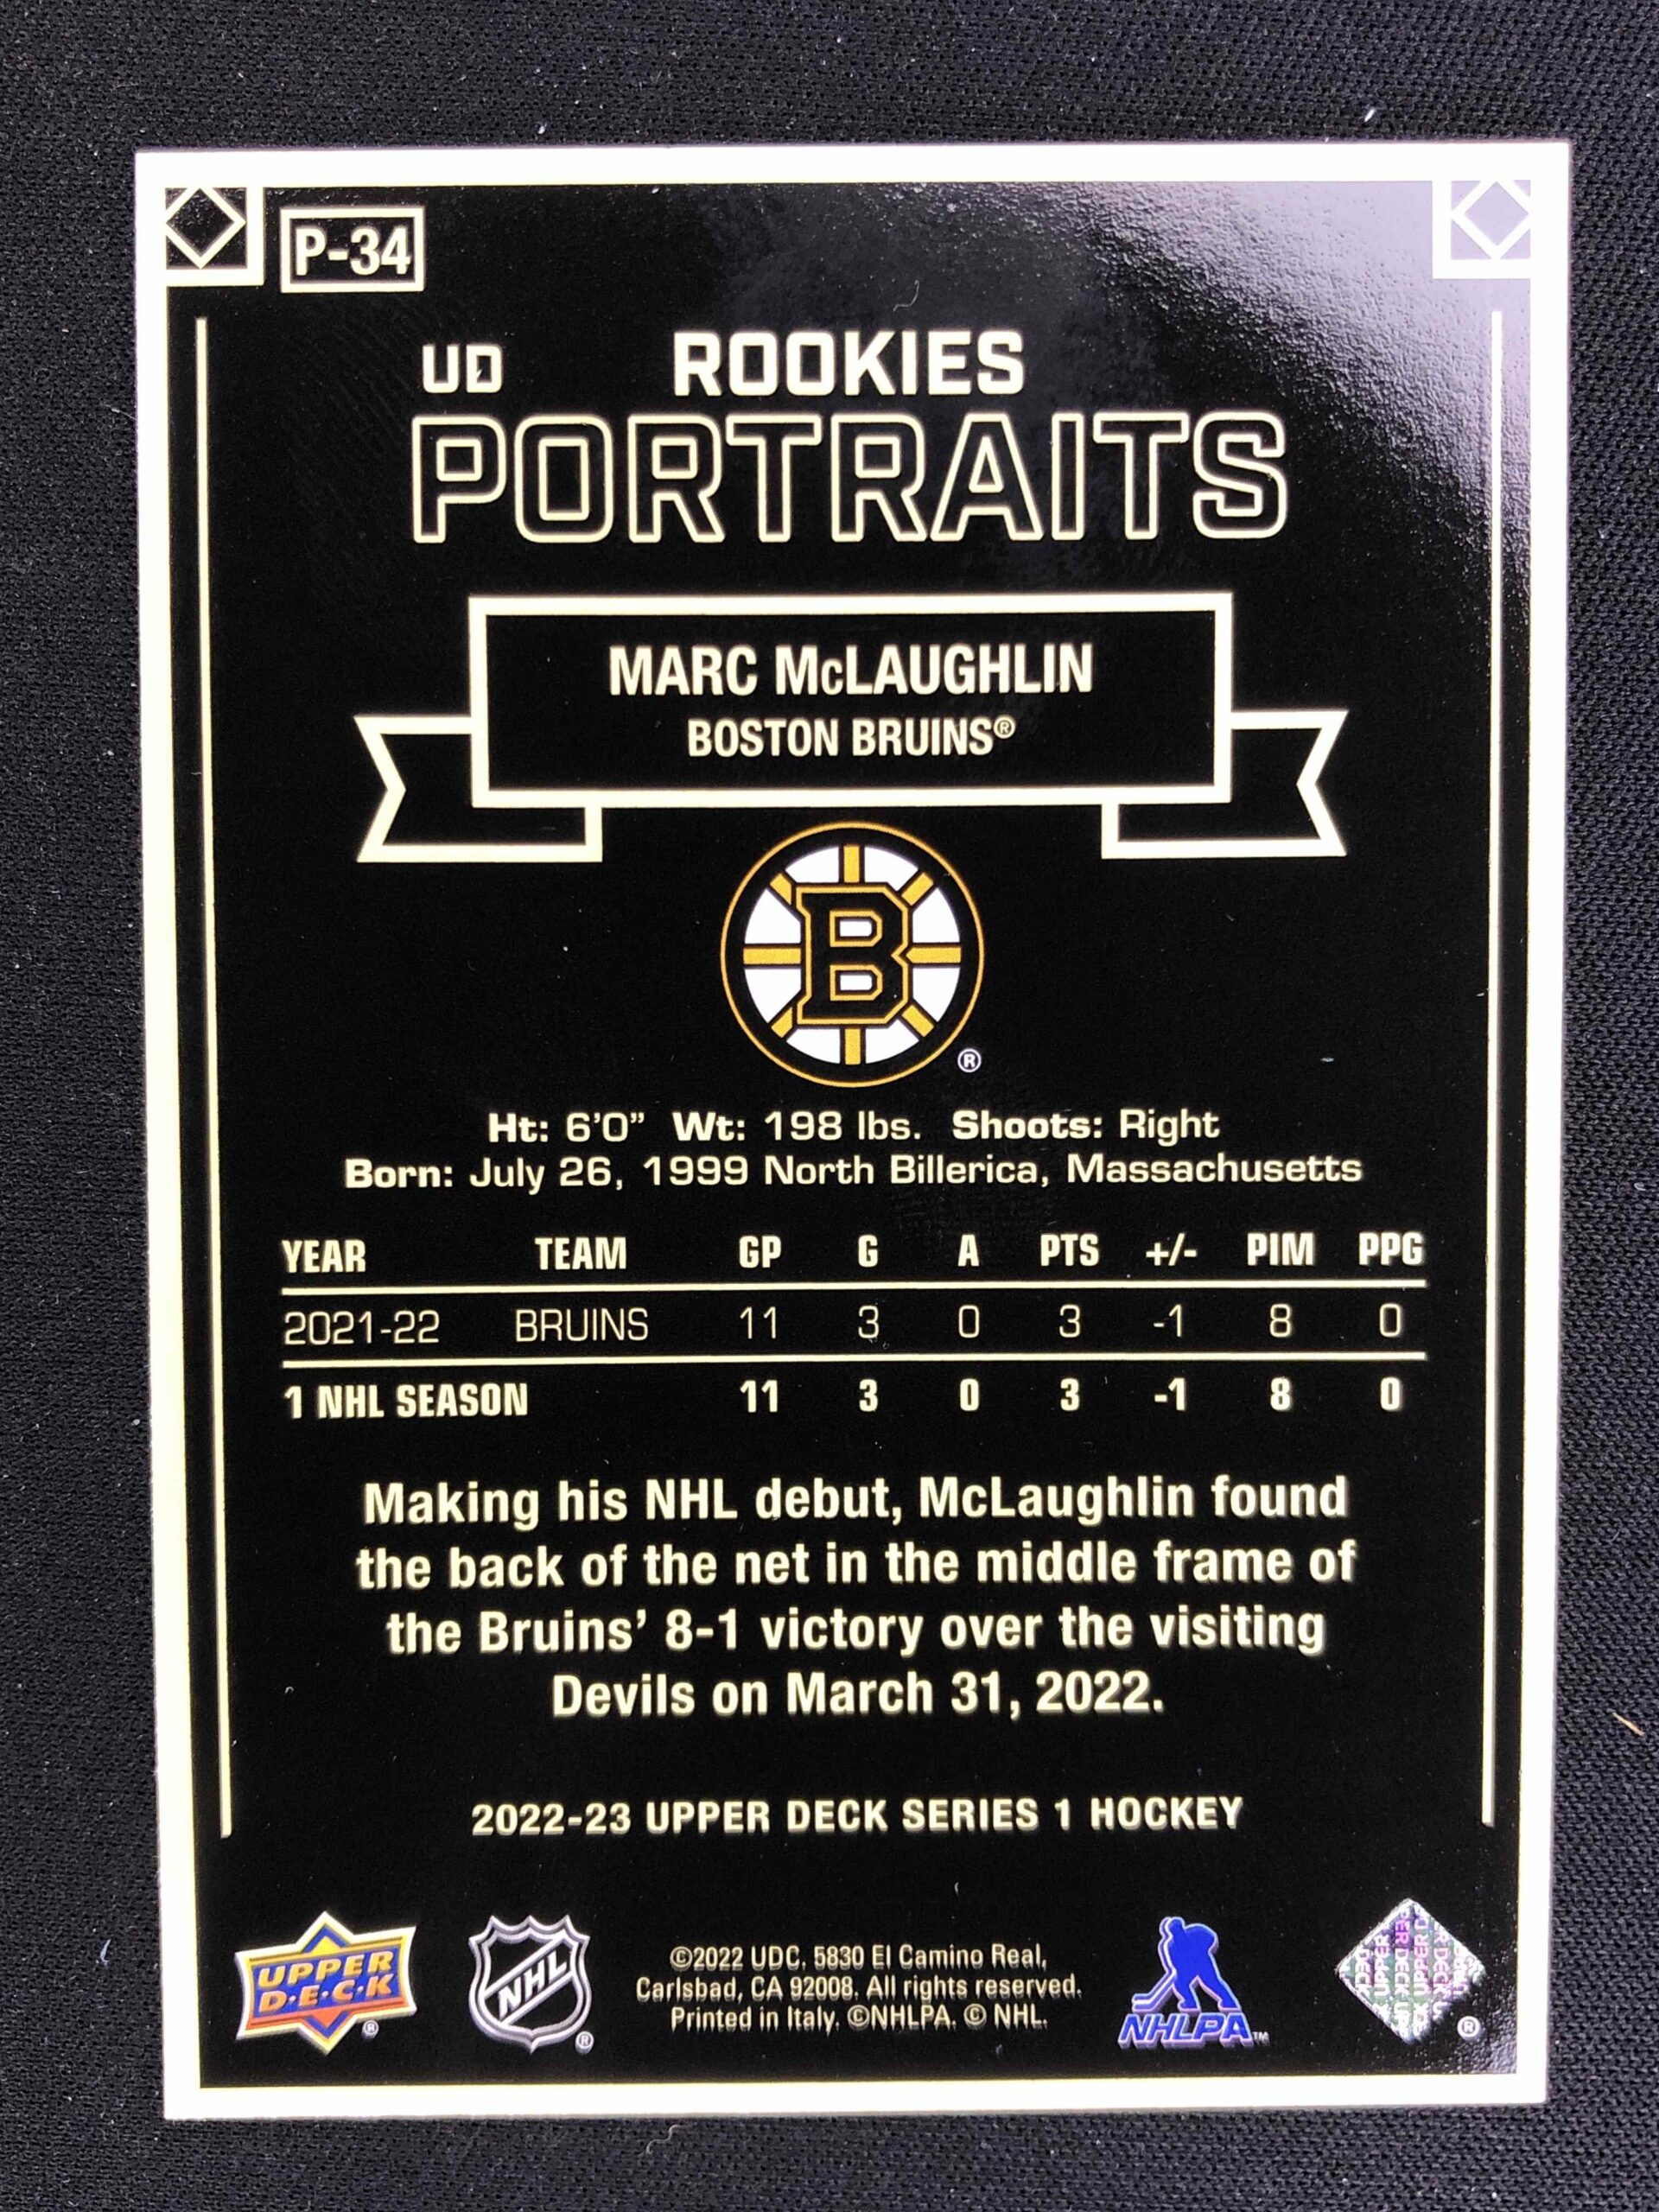 P-34
UD ROOKIES
PORTRAITS
MARC McLAUGHLIN
BOSTON BRUINS®
B
®
Ht: 6'0” Wt: 198 lbs. Shoots: Right
Born: July 26, 1999 North Billerica, Massachusetts
YEAR TEAM GP G A PTS +/- PIM PPG
2021-22 BRUINS 11 3 0 3 -1 8 0
1 NHL SEASON 11 3 0 3 -1 8 0
Making his NHL debut, McLaughlin found
the back of the net in the middle frame of
the Bruins’ 8-1 victory over the visiting
Devils on March 31, 2022.
2022-23 UPPER DECK SERIES 1 HOCKEY
UPPER
D·E·C·K
®
NHL
®
©2022 UDC. 5830 El Camino Real,
Carlsbad, CA 92008. All rights reserved.
Printed in Italy. ©NHLPA. © NHL.
NHLPA™
®